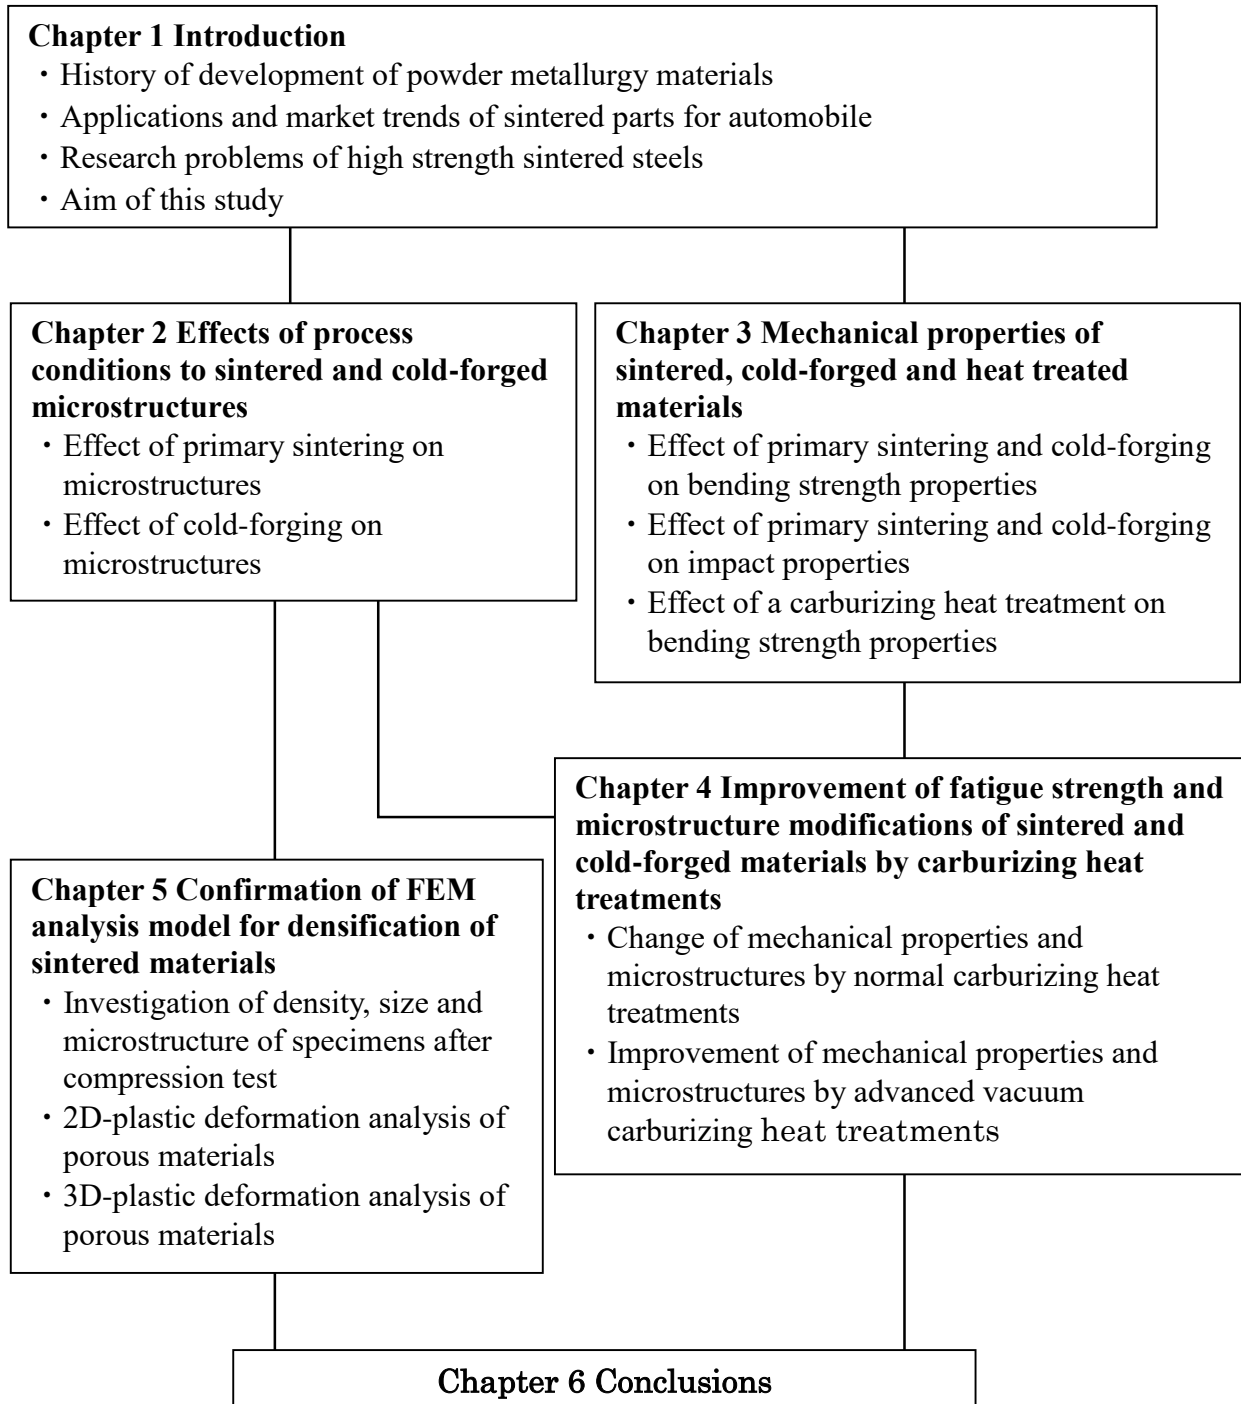 Chapter 1 Introduction
・History of development of powder metallurgy materials
・Applications and market trends of sintered parts for automobile
・Research problems of high strength sintered steels
・Aim of this study
Chapter 2 Effects of process
conditions to sintered and cold-forged
microstructures
・Effect of primary sintering on
microstructures
・Effect of cold-forging on
microstructures
Chapter 3 Mechanical properties of
sintered, cold-forged and heat treated
materials
・Effect of primary sintering and cold-forging
on bending strength properties
・Effect of primary sintering and cold-forging
on impact properties
・Effect of a carburizing heat treatment on
bending strength properties
Chapter 4 Improvement of fatigue strength and
microstructure modifications of sintered and
cold-forged materials by carburizing heat
treatments
・Change of mechanical properties and
microstructures by normal carburizing heat
treatments
・Improvement of mechanical properties and
microstructures by advanced vacuum
carburizing heat treatments
Chapter 5 Confirmation of FEM
analysis model for densification of
sintered materials
・Investigation of density, size and
microstructure of specimens after
compression test
・2D-plastic deformation analysis of
porous materials
・3D-plastic deformation analysis of
porous materials
Chapter 6 Conclusions